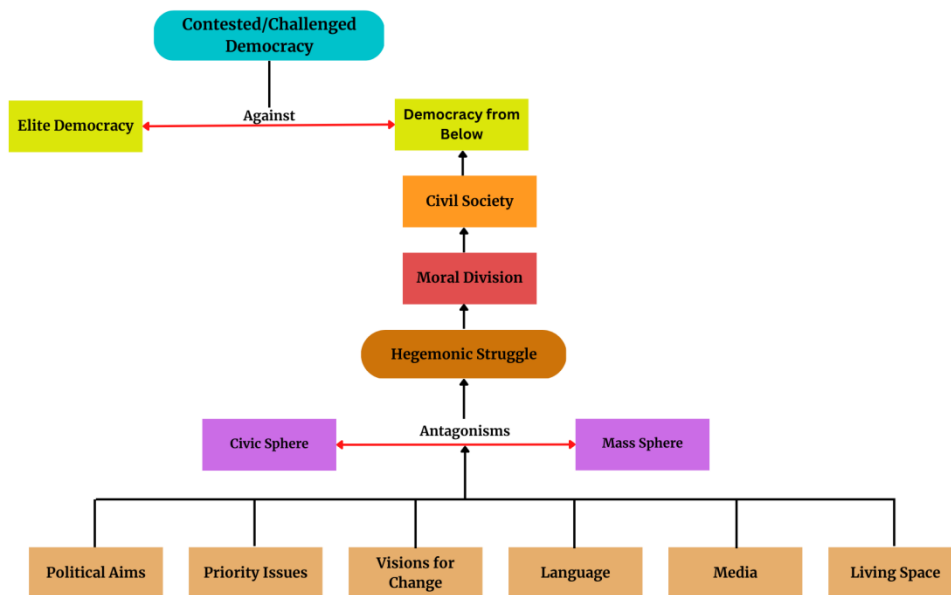 Contested/Challenged
Democracy
Against
Elite Democracy
Democracy from
Below
Civil Society
Moral Division
Hegemonic Struggle
Antagonisms
Civic Sphere
Mass Sphere
Political Aims
Priority Issues
Visions for
Change
Language
Media
Living Space